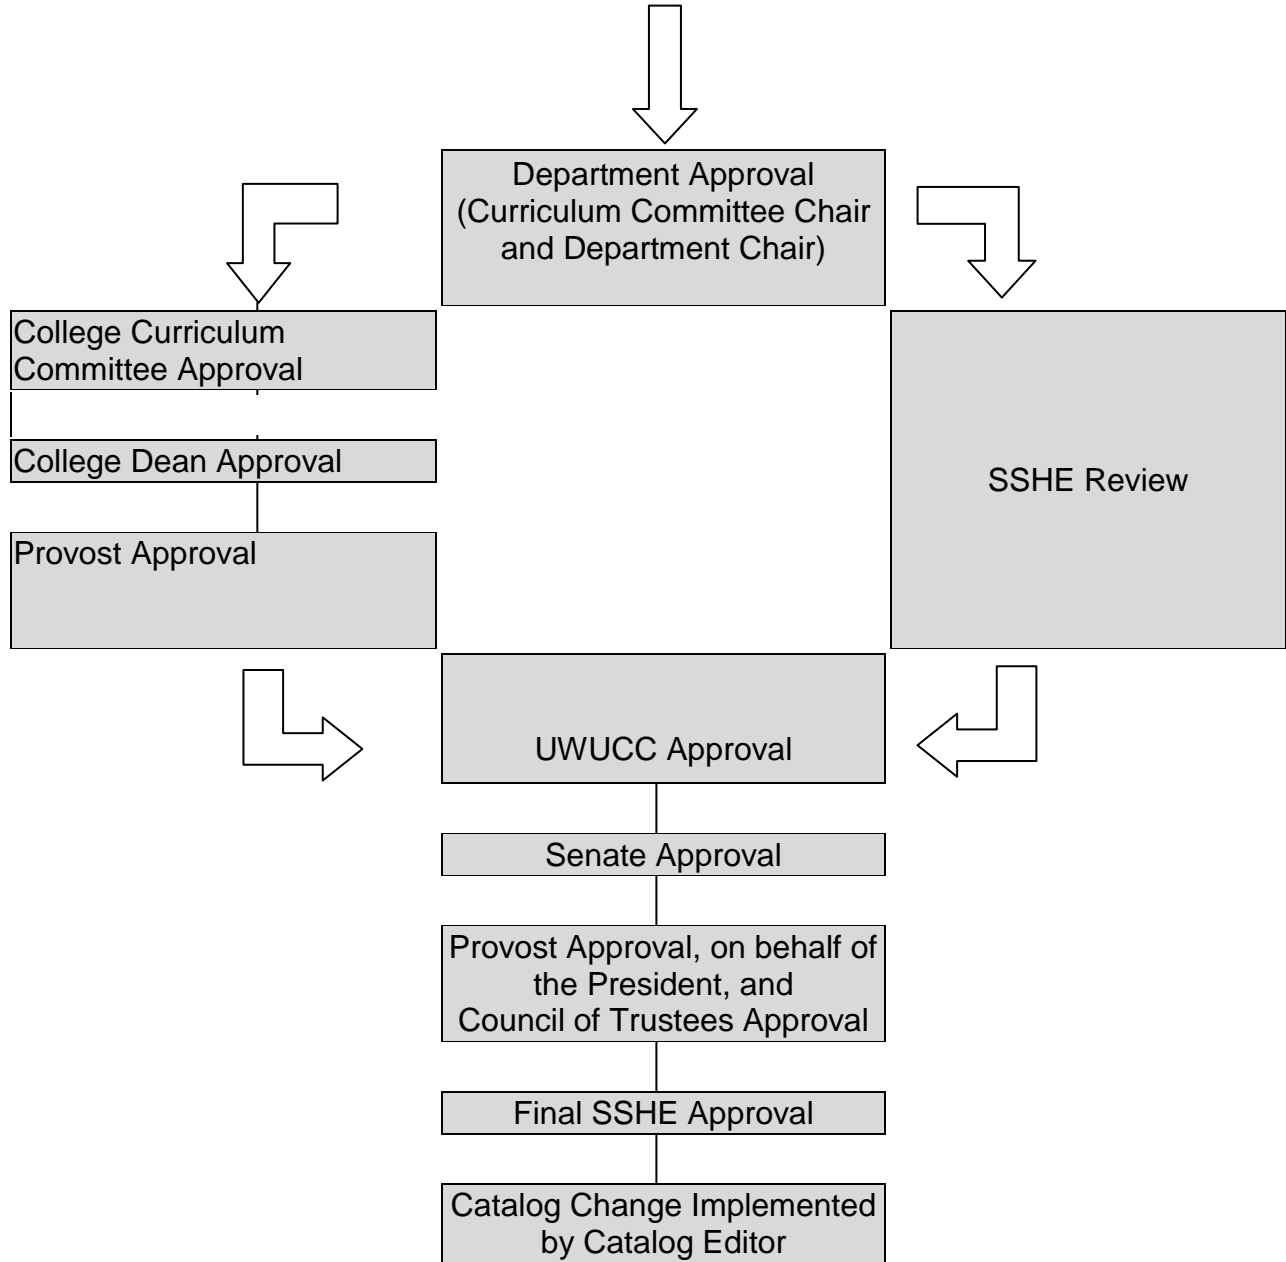 Department Approval
(Curriculum Committee Chair
and Department Chair)
College Curriculum
Committee Approval
College Dean Approval
Provost Approval
SSHE Review
UWUCC Approval
Senate Approval
Provost Approval, on behalf of
the President, and
Council of Trustees Approval
Final SSHE Approval
Catalog Change Implemented
by Catalog Editor